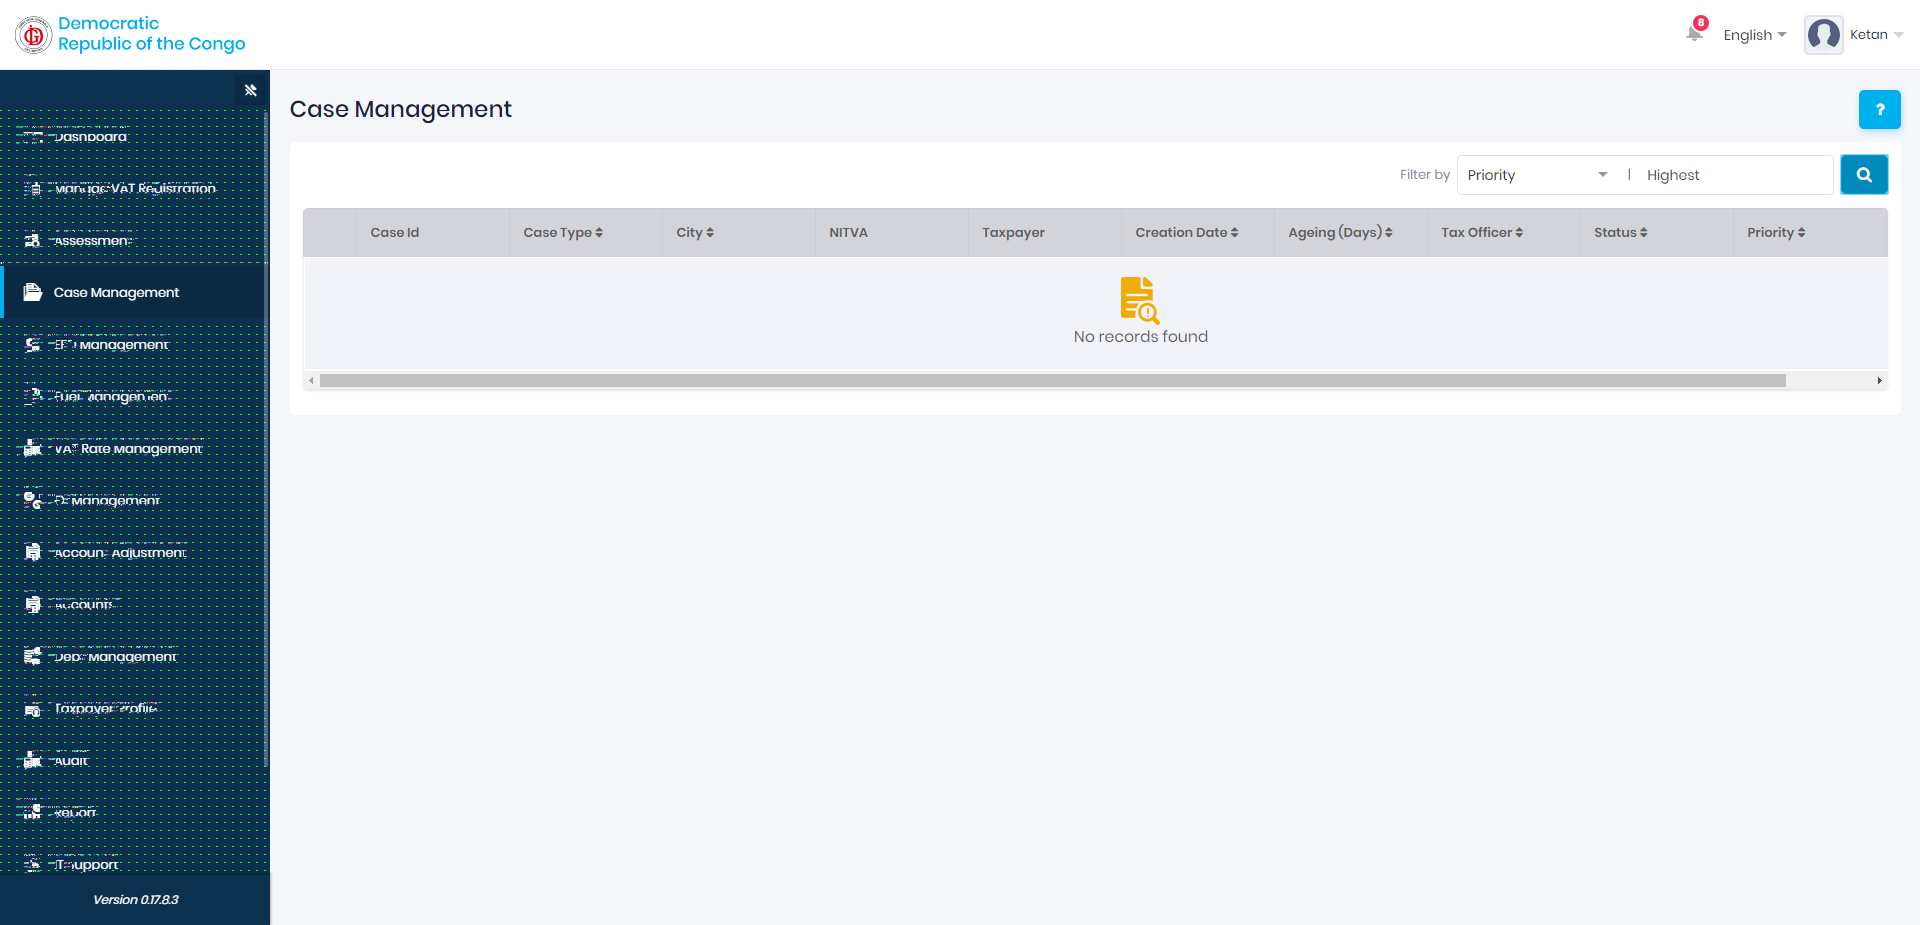 Democratic
Republic of the Congo
8
English
Ketan
Dashboard
Manage VAT Registration
Assessment
Case Management
Management
Fuel Management
VAT Rate Management
Management
Account Adjustment
Accounts
Debt Management
Taxpayer Profile
Audit
Report
IT Support
Version 0.17.8.3
Case Management
?
Filter by
Priority
|
Highest
Case Id
Case Type
City
NITVA
Taxpayer
Creation Date
Ageing (Days)
Tax Officer
Status
Priority
No records found